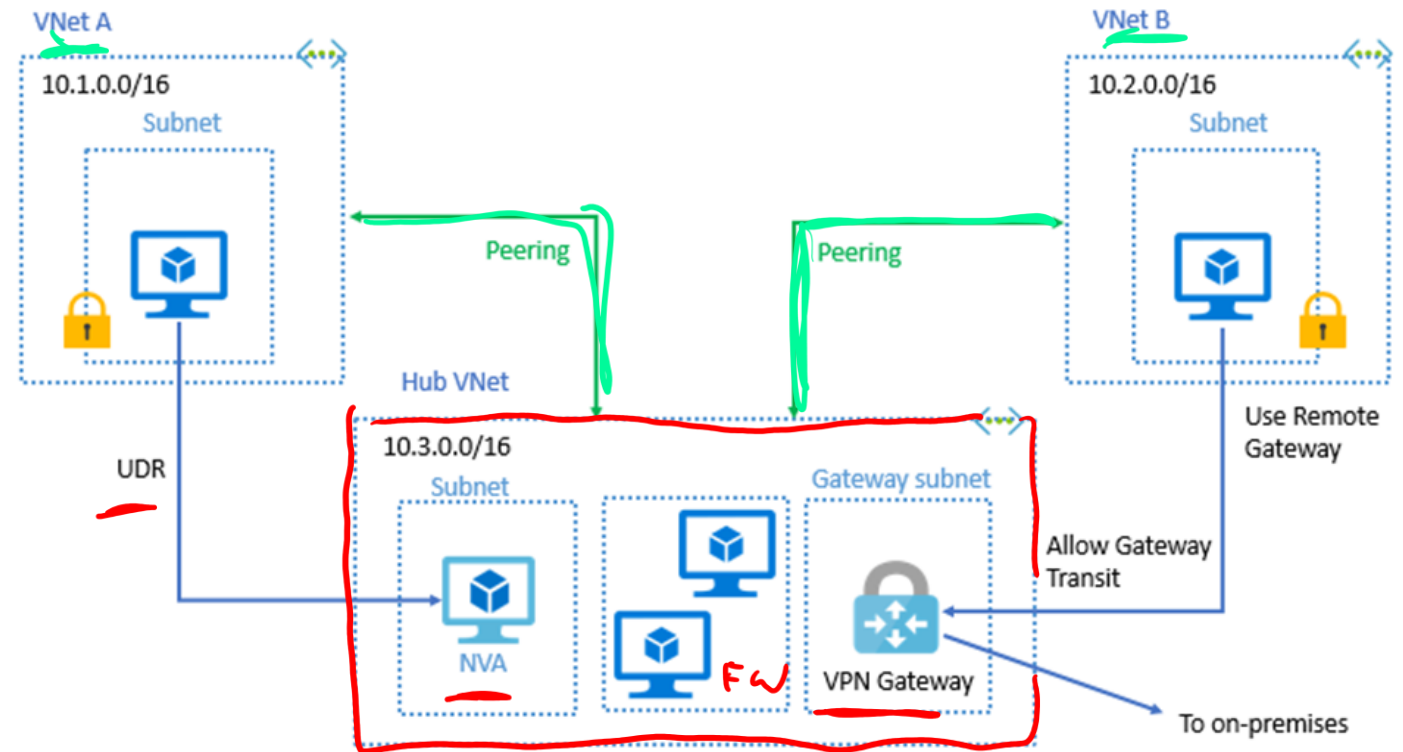 VNet A
VNet B
10.1.0.0/16
10.2.0.0/16
Subnet
Subnet
Peering
Peering
Hub VNet
Use Remote
Gateway
10.3.0.0/16
UDR
Subnet
Gateway subnet
Allow Gateway
Transit
NVA
FW
VPN Gateway
To on-premises